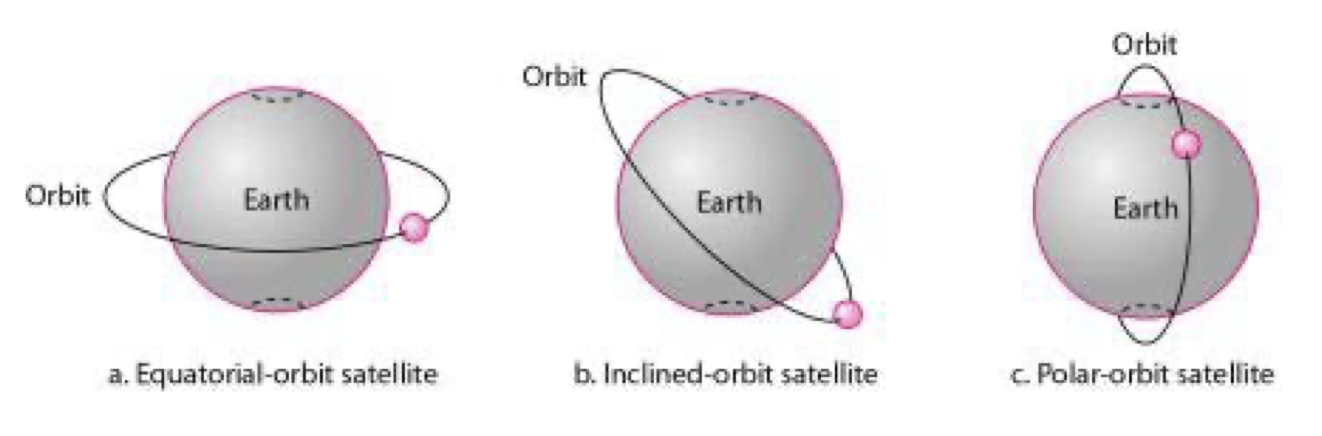 Orbit
Earth
a. Equatorial-orbit satellite
Orbit
Earth
b. Inclined-orbit satellite
Orbit
Earth
c. Polar-orbit satellite